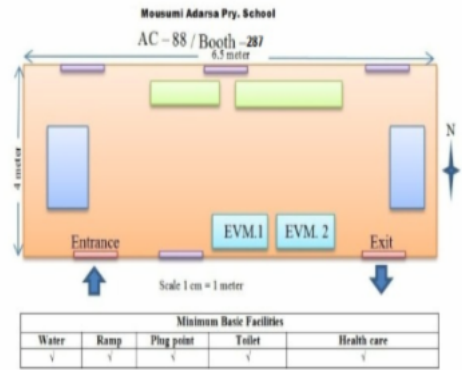 Mousumi Adarsa Pry. School
AC – 88 / Booth –287
6.5 meter
4 meter
N
EVM.1 EVM. 2
Entrance Exit
Scale 1 cm = 1 meter
Minimum Basic Facilities
Water Ramp Plug point Toilet Health care
√ √ √ √ √